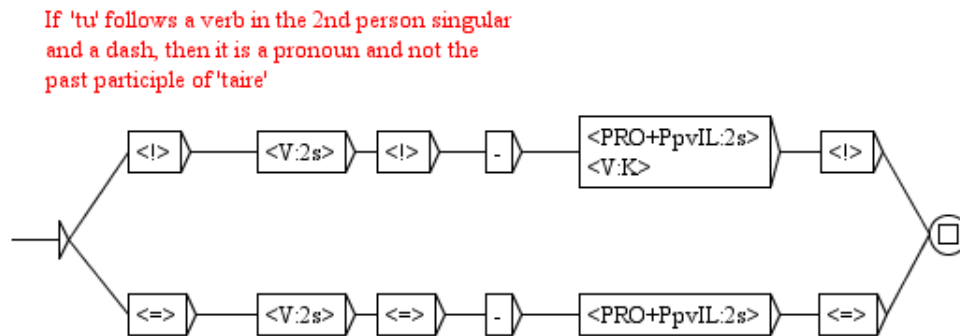 If 'tu' follows a verb in the 2nd person singular
and a dash, then it is a pronoun and not the
past participle of 'taire'
<!> <V:2s> <!> - <PRO+PpvIL:2s> <!>
<V:K>
<=> <V:2s> <=> - <PRO+PpvIL:2s> <=>